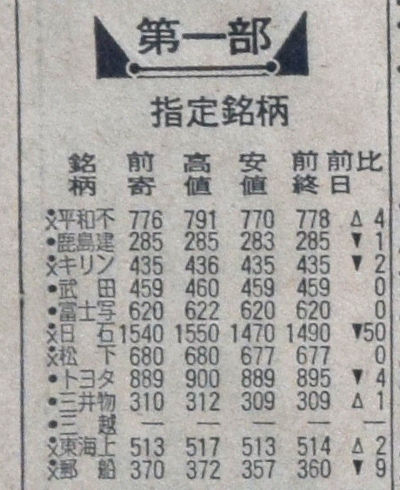 第一部
指定銘柄
銘柄 前寄 高値 安値 前終 前日比
平和不 776 791 770 778 △ 4
•鹿島建 285 285 283 285 ▼ 1
キリン 435 436 435 435 ▼ 2
•武田 459 460 459 459 0
•富士写 620 622 620 620 0
日石 1540 1550 1470 1490 ▼50
松下 680 680 677 677 0
•トヨタ 889 900 889 895 ▼ 4
•三井物 310 312 309 309 △ 1
•三越 — — — — —
東海上 513 517 513 514 △ 2
郵船 370 372 357 360 ▼ 9